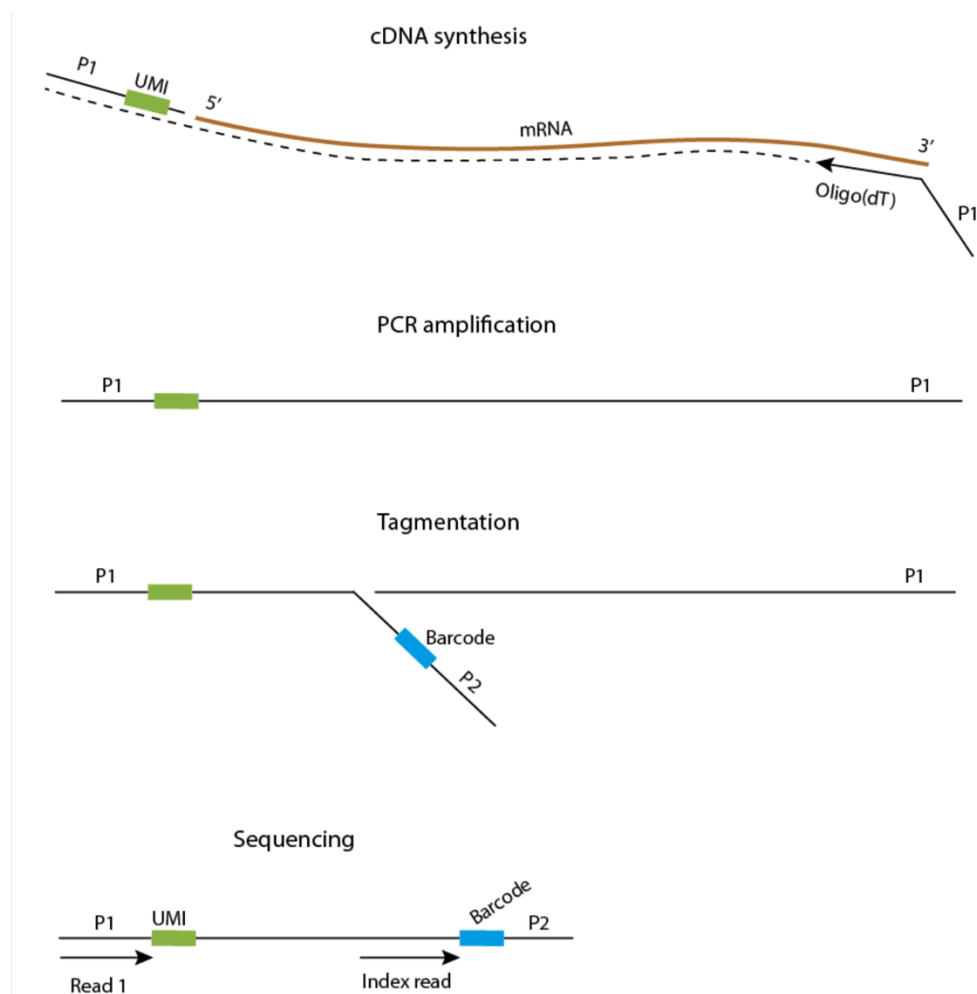 cDNA synthesis
P1
UMI
5′
mRNA
3′
Oligo(dT)
P1
PCR amplification
P1
P1
Tagmentation
P1
P1
Barcode
P2
Sequencing
P1
UMI
Barcode
P2
Read 1
Index read